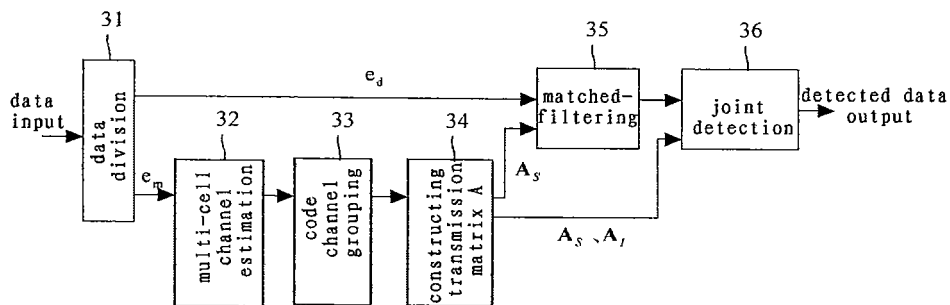 31
data
input
data
division
e_d
e_m
32
multi-cell
channel
estimation
33
code
channel
grouping
34
constructing
transmission
matrix A
A_S
A_S、A_I
35
matched-
filtering
36
joint
detection
detected data
output